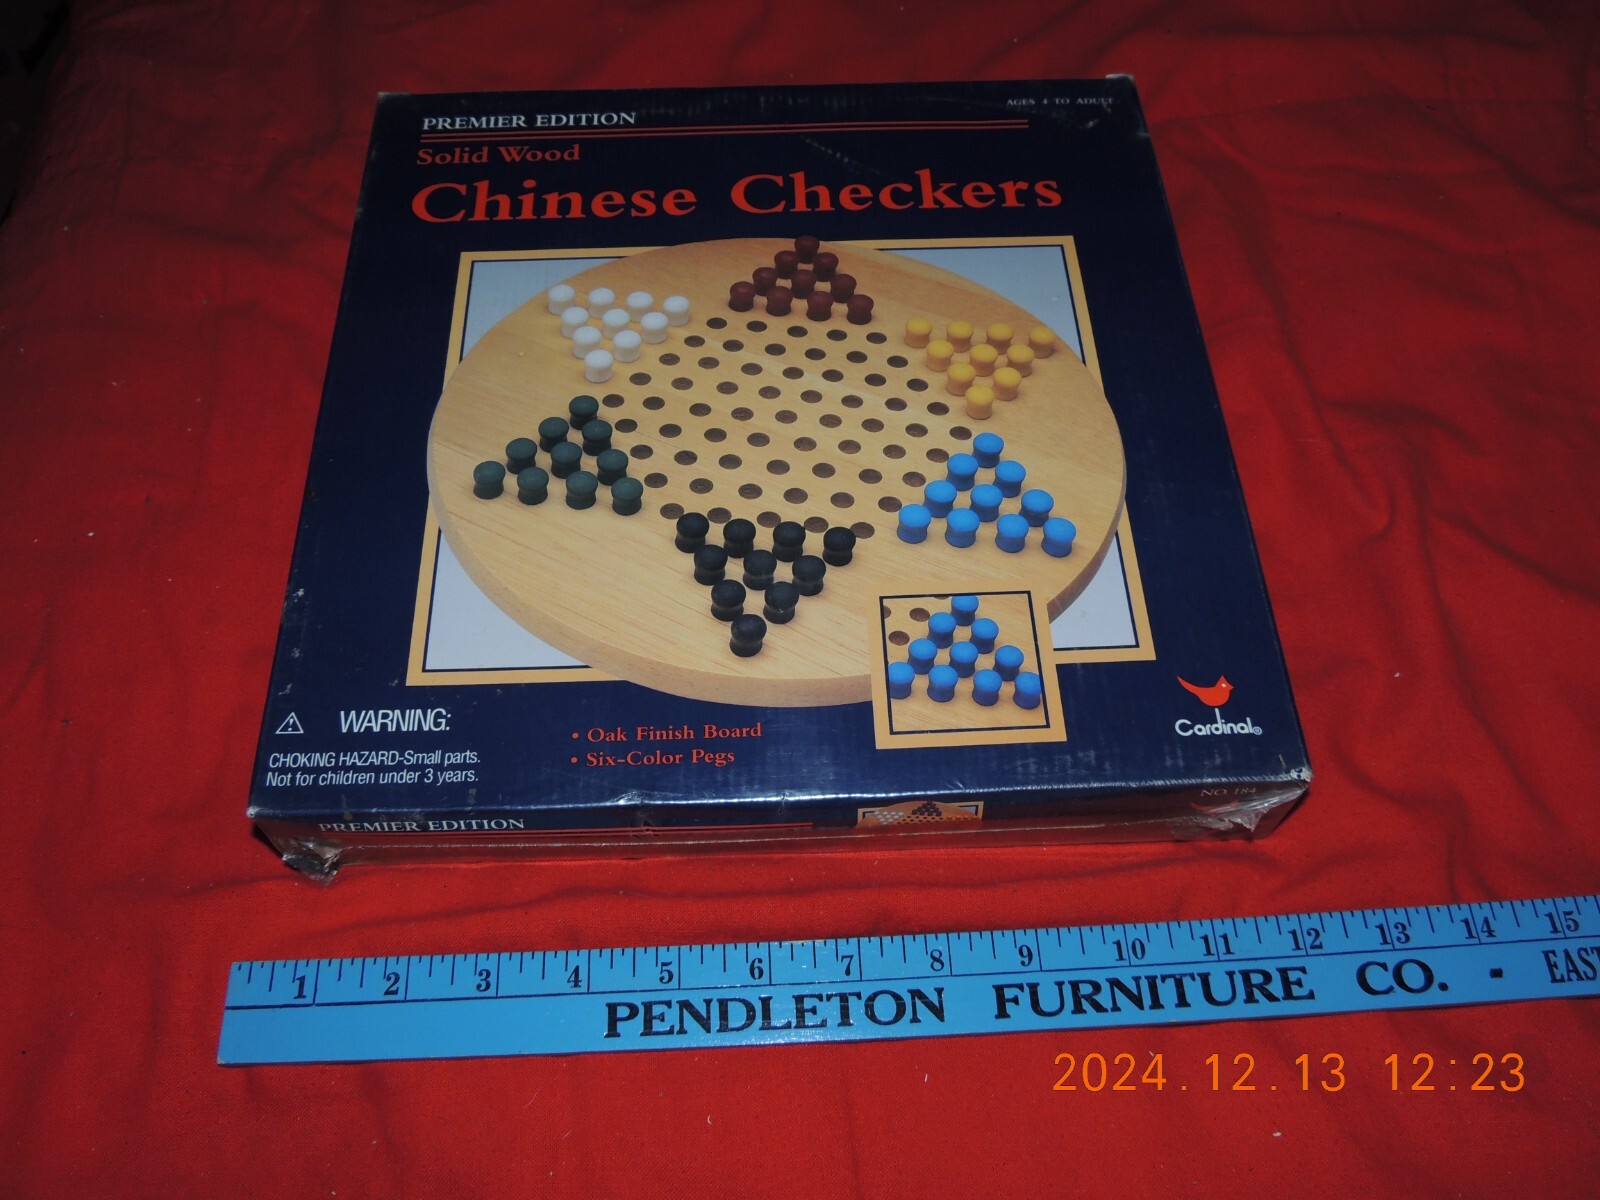 PREMIER EDITION
AGES 4 TO ADULT
Solid Wood
Chinese Checkers
WARNING:
CHOKING HAZARD-Small parts.
Not for children under 3 years.
• Oak Finish Board
• Six-Color Pegs
Cardinal®
NO. 184
PREMIER EDITION
1 2 3 4 5 6 7 8 9 10 11 12 13 14 15
PENDLETON FURNITURE CO. - EAS
2024.12.13 12:23